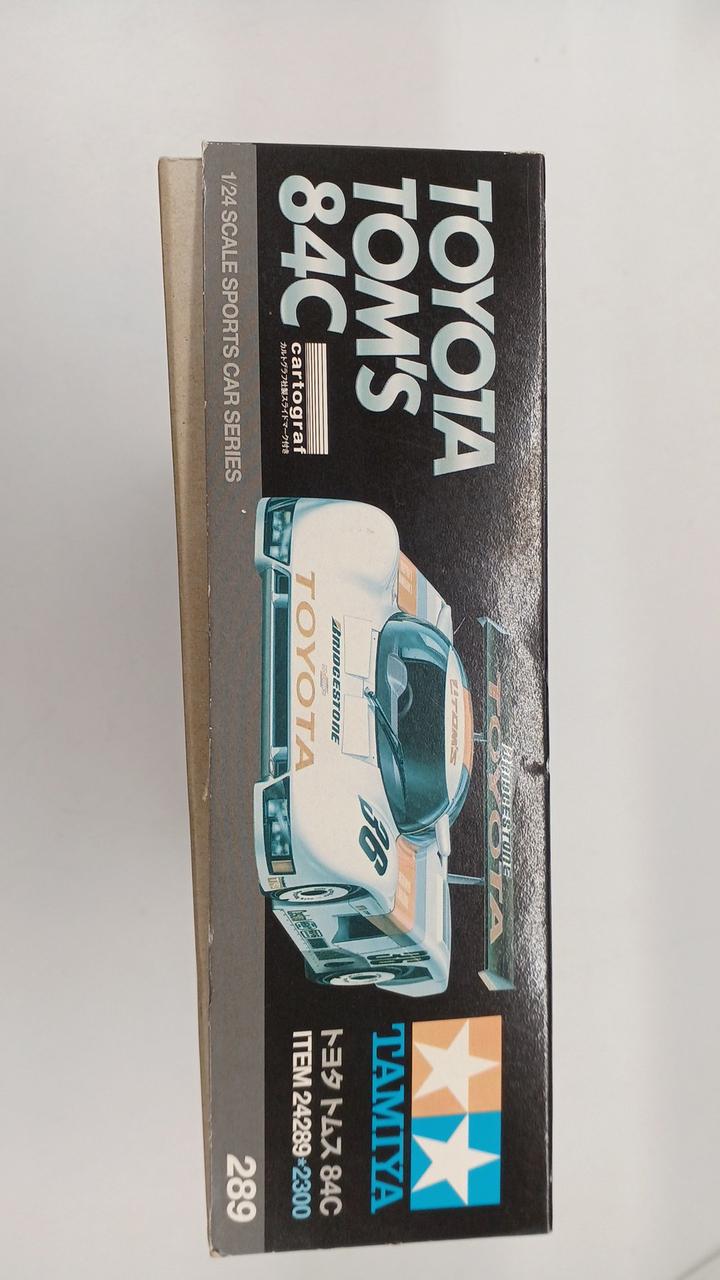 TOYOTA
TOM'S
84C
cartograf
カルトグラフ社製スライドマーク付き
1/24 SCALE SPORTS CAR SERIES
BRIDGESTONE
TOYOTA
TOM'S
BRIDGESTONE
TOYOTA
36
36
TAMIYA
トヨタ トムス 84C
ITEM 24289*2300
289